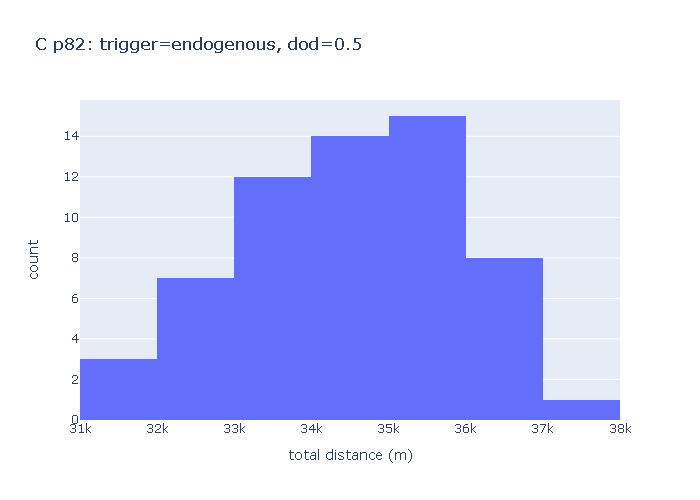 C p82: trigger=endogenous, dod=0.5
14
12
10
8
6
4
2
0
count
31k 32k 33k 34k 35k 36k 37k 38k
total distance (m)